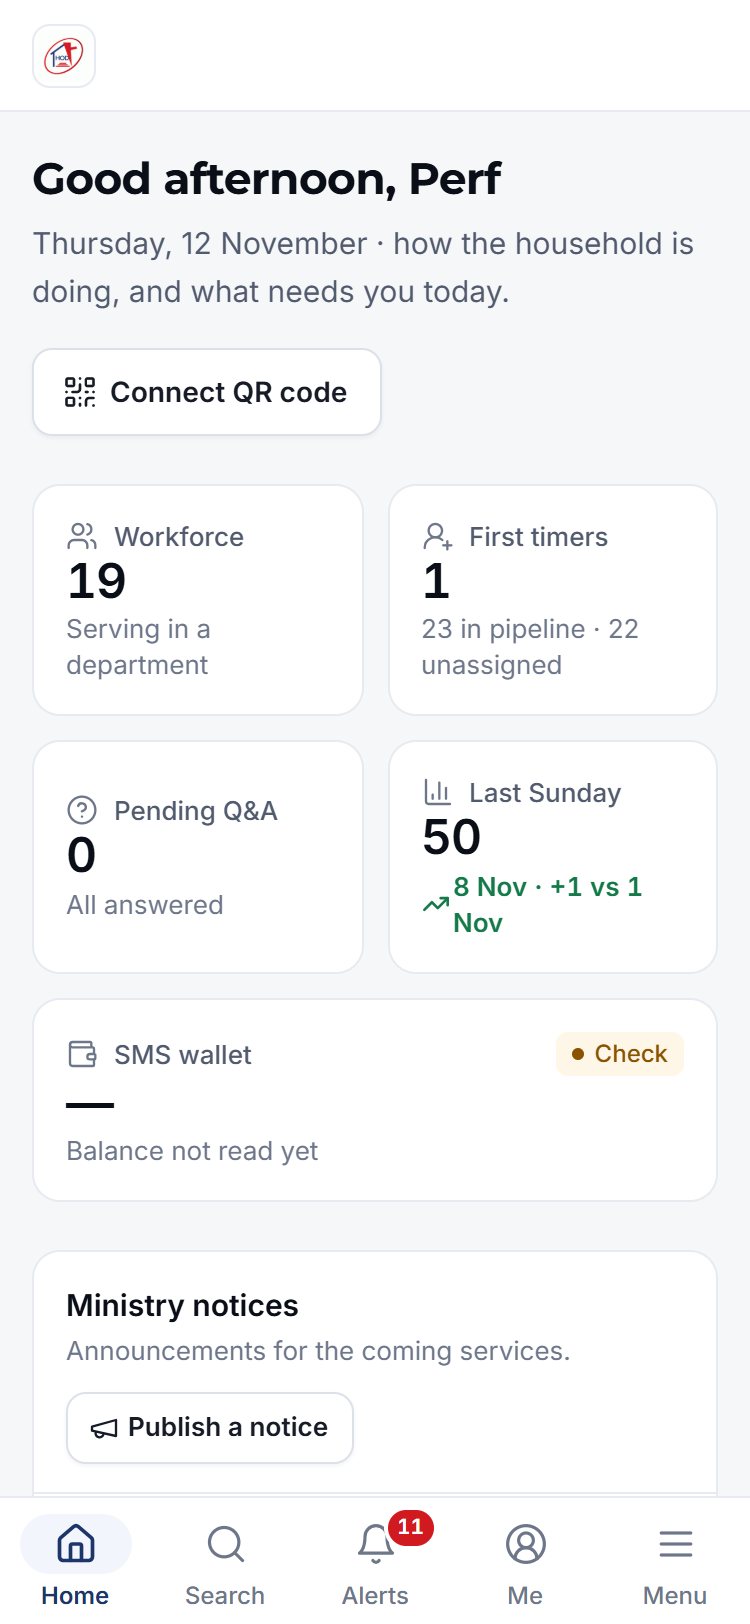 HOD
Good afternoon, Perf
Thursday, 12 November · how the household is
doing, and what needs you today.
Connect QR code
Workforce
19
Serving in a
department
First timers
1
23 in pipeline · 22
unassigned
Pending Q&A
0
All answered
Last Sunday
50
8 Nov · +1 vs 1
Nov
SMS wallet
Check
—
Balance not read yet
Ministry notices
Announcements for the coming services.
Publish a notice
11
Home
Search
Alerts
Me
Menu